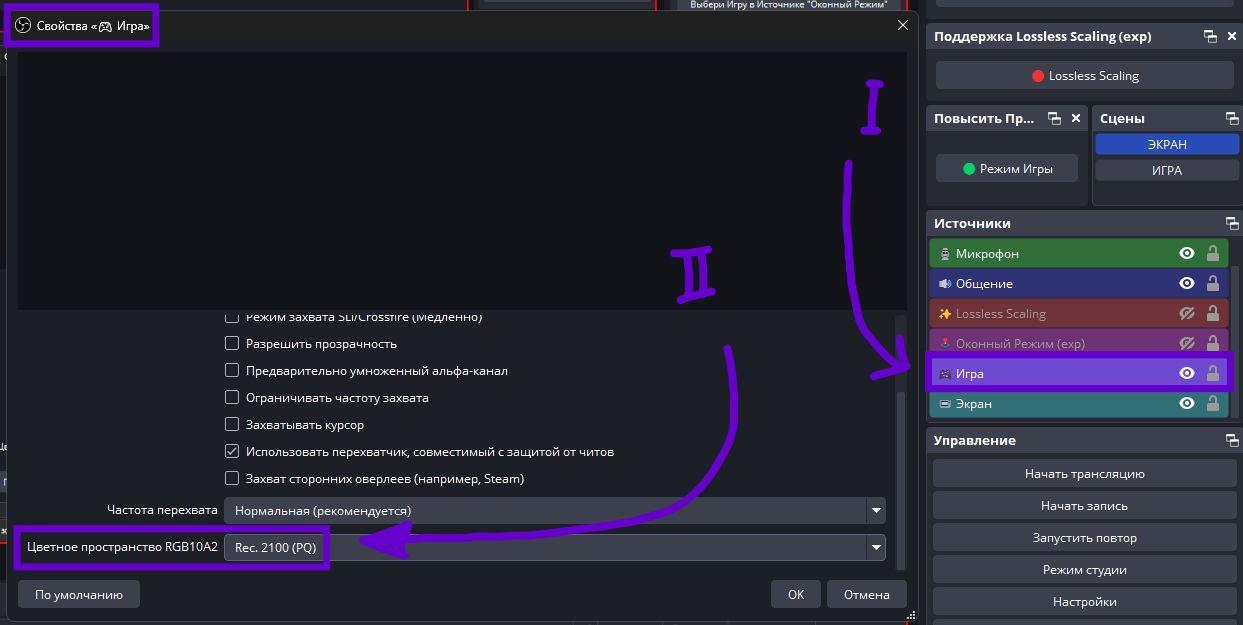 Выбери Игру в Источнике "Оконный Режим"
Свойства «🎮 Игра»
I
II
Режим захвата SLI/Crossfire (Медленно)
Разрешить прозрачность
Предварительно умноженный альфа-канал
Ограничивать частоту захвата
Захватывать курсор
Использовать перехватчик, совместимый с защитой от читов
Захват сторонних оверлеев (например, Steam)
Частота перехвата Нормальная (рекомендуется)
Цветное пространство RGB10A2 Rec. 2100 (PQ)
По умолчанию OK Отмена
Поддержка Lossless Scaling (exp)
Lossless Scaling
Повысить Пр...
Режим Игры
Сцены
ЭКРАН
ИГРА
Источники
Микрофон
Общение
Lossless Scaling
Оконный Режим (exp)
Игра
Экран
Управление
Начать трансляцию
Начать запись
Запустить повтор
Режим студии
Настройки